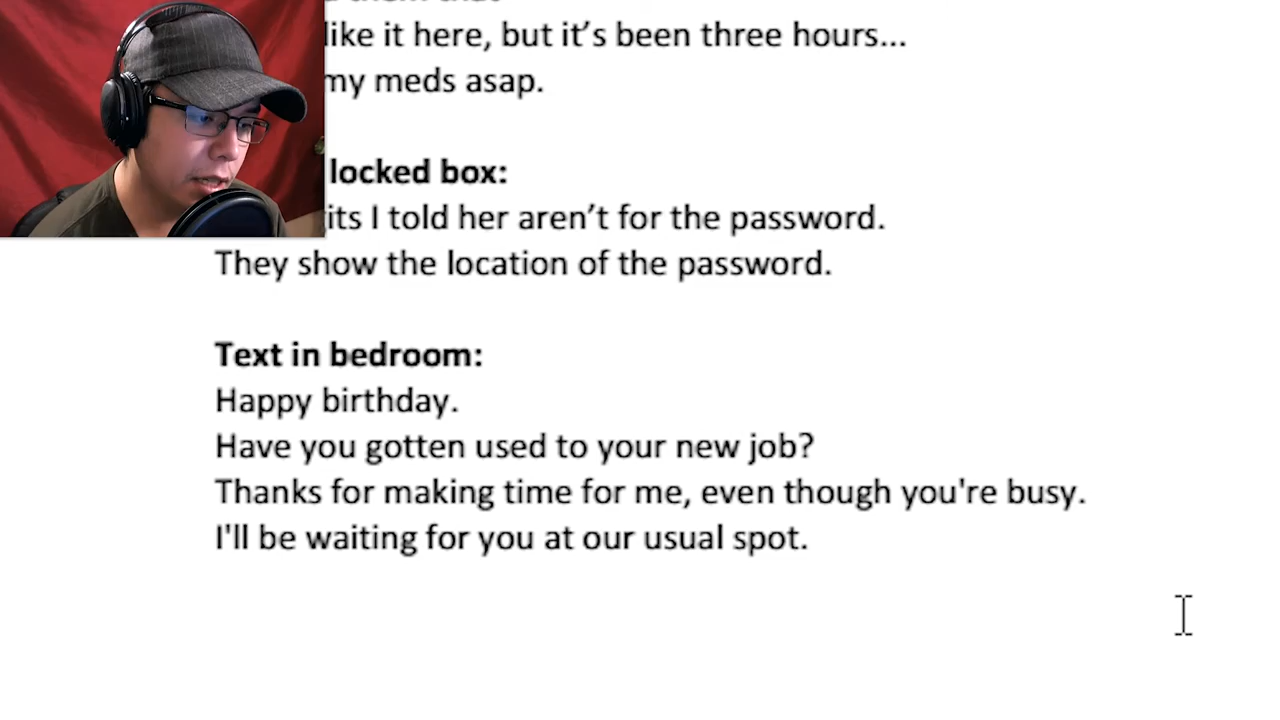 like it here, but it’s been three hours...
my meds asap.
locked box:
I told her aren’t for the password.
They show the location of the password.
Text in bedroom:
Happy birthday.
Have you gotten used to your new job?
Thanks for making time for me, even though you're busy.
I'll be waiting for you at our usual spot.